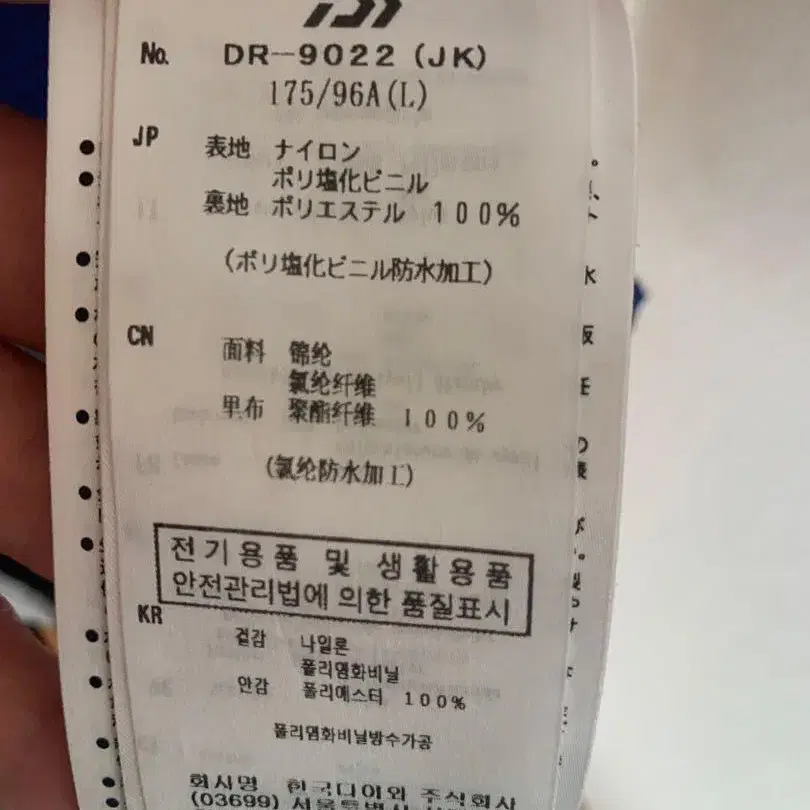 No. DR-9022 (JK)
175/96A(L)
JP 表地 ナイロン
ポリ塩化ビニル
裏地 ポリエステル 100%
(ポリ塩化ビニル防水加工)
CN 面料 锦纶
氯纶纤维
里布 聚酯纤维 100%
(氯纶防水加工)
전기용품 및 생활용품
안전관리법에 의한 품질표시
KR 겉감 나일론
폴리염화비닐
안감 폴리에스터 100%
폴리염화비닐방수가공
회사명 한국다이와 주식회사
(03699) 서울특별시